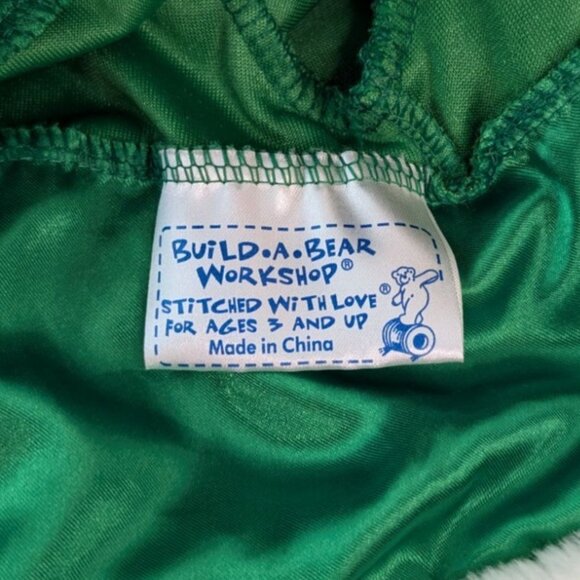 BUILD.A.BEAR
WORKSHOP®
STITCHED WITH LOVE®
FOR AGES 3 AND UP
Made in China